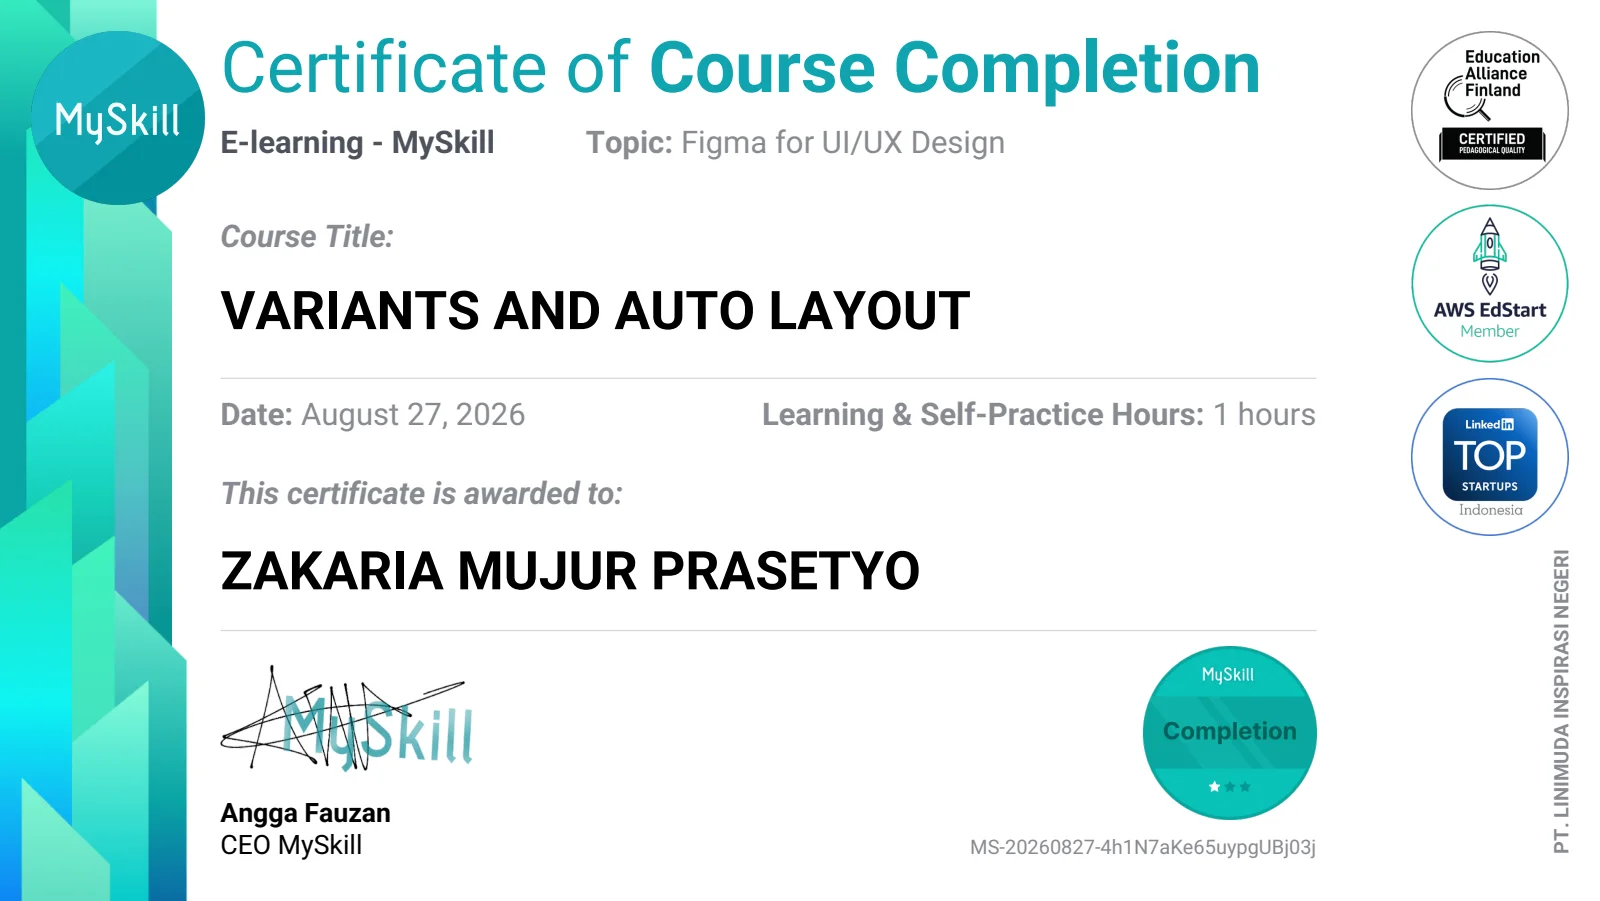 MySkill
Certificate of Course Completion
E-learning - MySkill
Topic: Figma for UI/UX Design
Course Title:
VARIANTS AND AUTO LAYOUT
Date: August 27, 2026
Learning & Self-Practice Hours: 1 hours
This certificate is awarded to:
ZAKARIA MUJUR PRASETYO
MySkill
Angga Fauzan
CEO MySkill
MySkill
Completion
MS-20260827-4h1N7aKe65uypgUBj03j
Education
Alliance
Finland
CERTIFIED
PEDAGOGICAL QUALITY
AWS EdStart
Member
Linked in
TOP
STARTUPS
Indonesia
PT. LINIMUDA INSPIRASI NEGERI